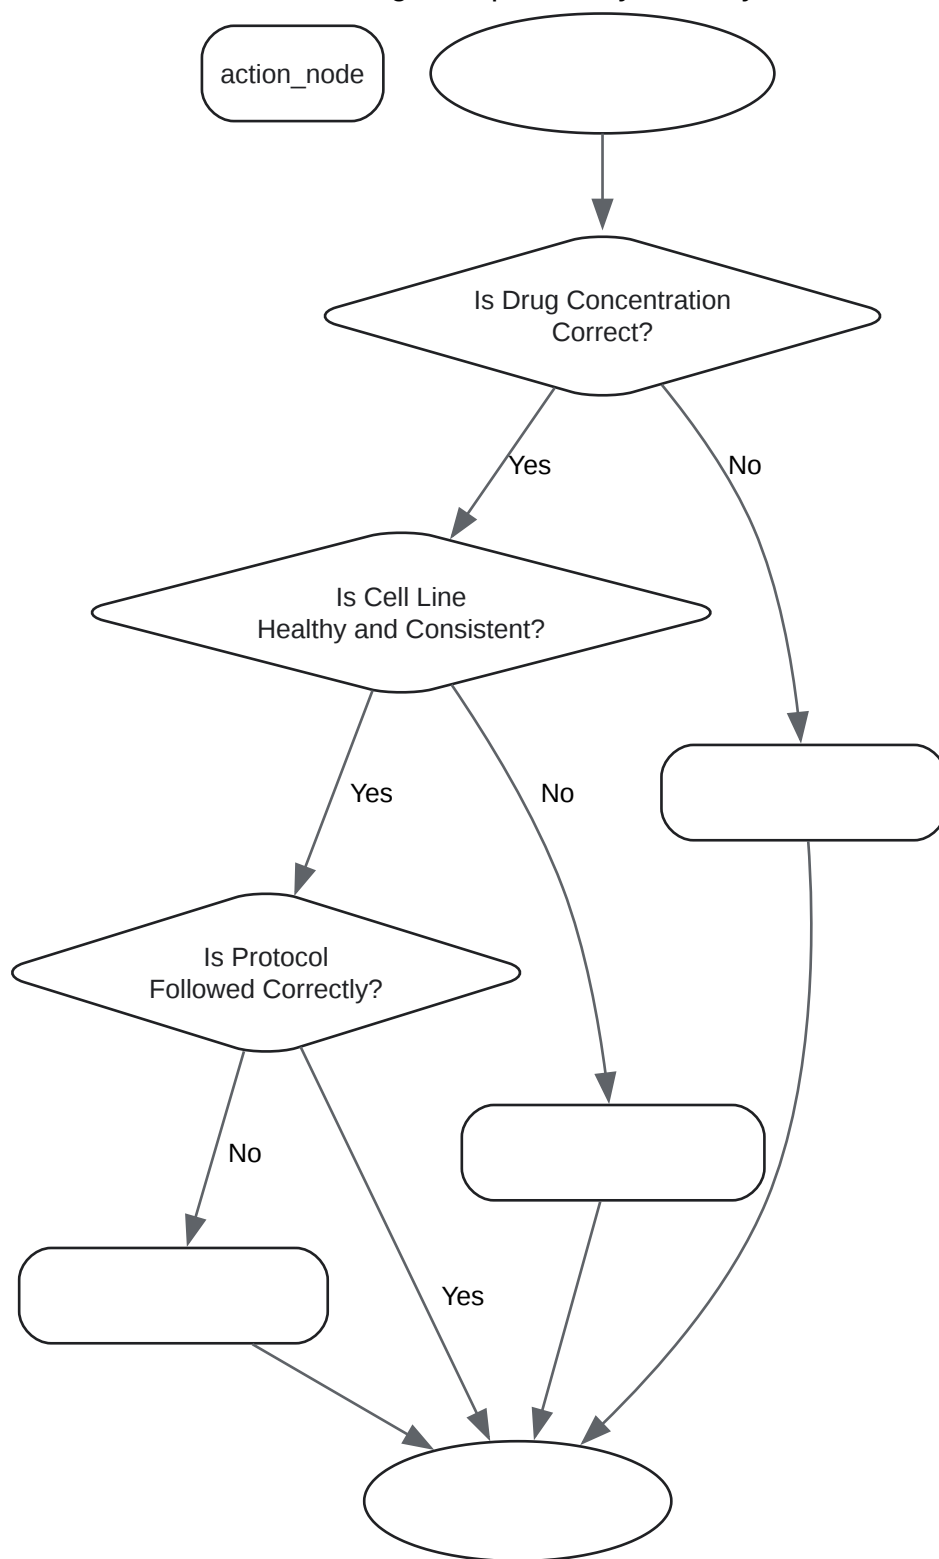 action_node
Is Drug Concentration
Correct?
Yes
No
Is Cell Line
Healthy and Consistent?
Yes
No
Is Protocol
Followed Correctly?
No
Yes